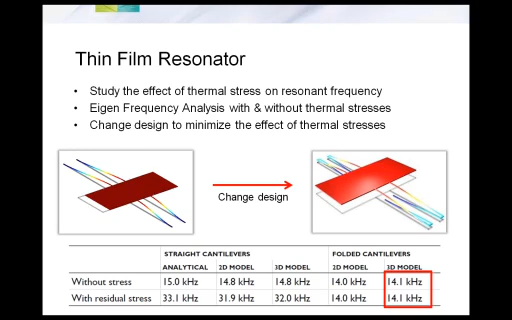 Thin Film Resonator
• Study the effect of thermal stress on resonant frequency
• Eigen Frequency Analysis with & without thermal stresses
• Change design to minimize the effect of thermal stresses
Change design
STRAIGHT CANTILEVERS FOLDED CANTILEVERS
ANALYTICAL 2D MODEL 3D MODEL 2D MODEL 3D MODEL
Without stress 15.0 kHz 14.8 kHz 14.8 kHz 14.0 kHz 14.1 kHz
With residual stress 33.1 kHz 31.9 kHz 32.0 kHz 14.0 kHz 14.1 kHz